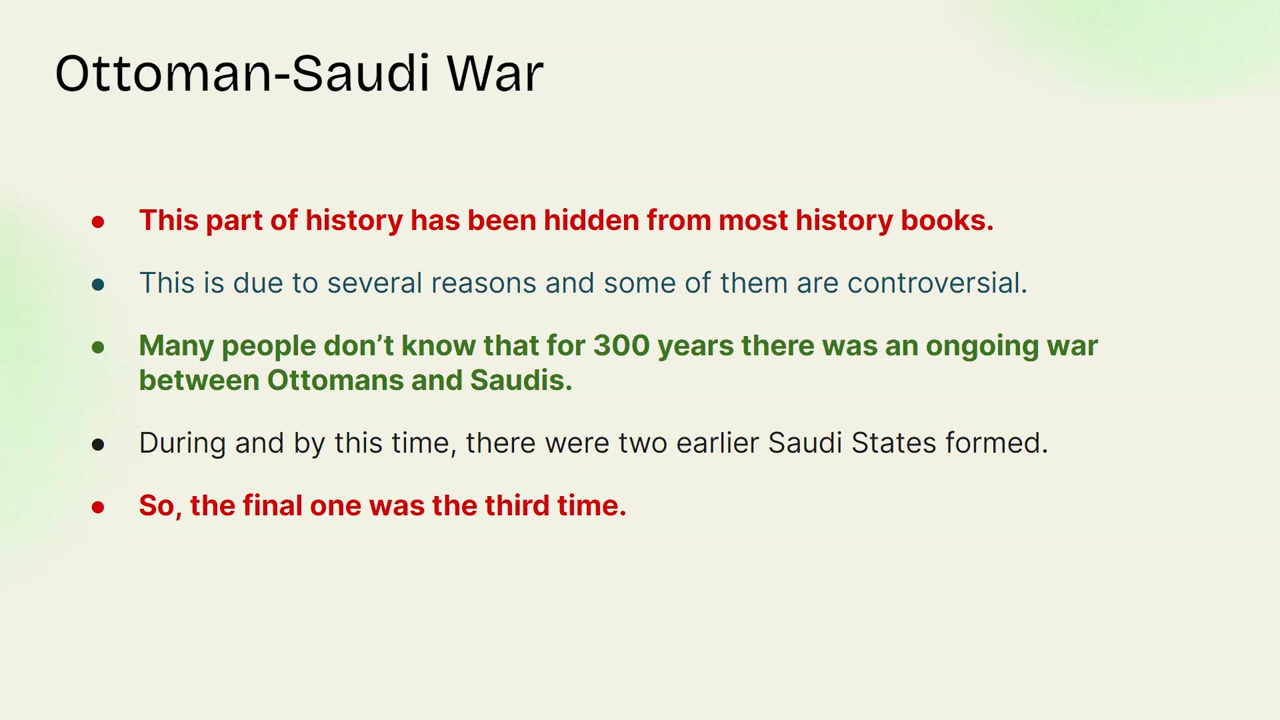 Ottoman-Saudi War
● This part of history has been hidden from most history books.
● This is due to several reasons and some of them are controversial.
● Many people don’t know that for 300 years there was an ongoing war
between Ottomans and Saudis.
● During and by this time, there were two earlier Saudi States formed.
● So, the final one was the third time.